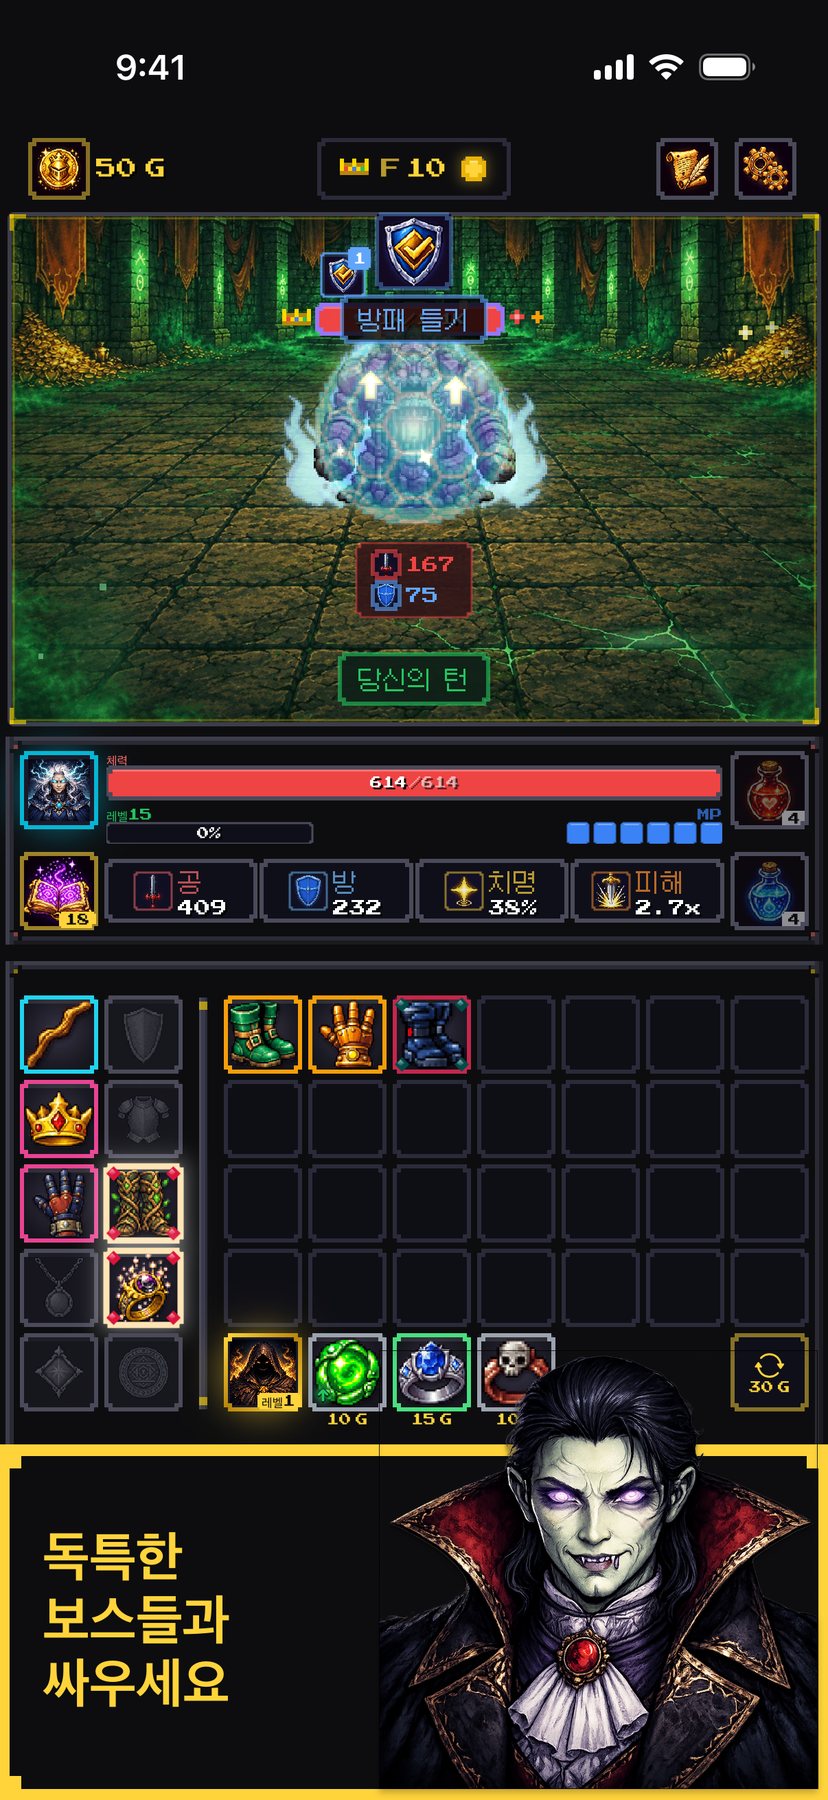 9:41
50 G
F 10
1
방패 들기
167
75
당신의 턴
체력
614/614
4
레벨15
MP
0%
18
공
409
방
232
치명
38%
피해
2.7x
4
레벨1
10 G
15 G
10
30 G
독특한
보스들과
싸우세요